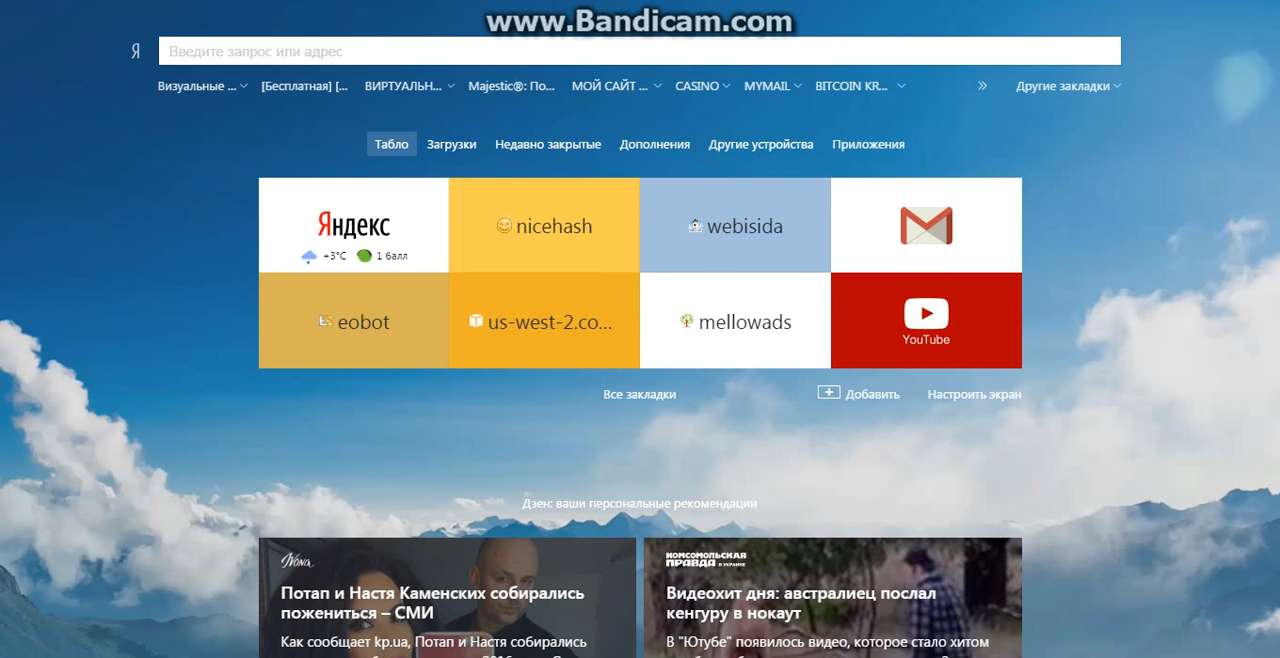 www.Bandicam.com
Я
Введите запрос или адрес
Визуальные ... [Бесплатная] [... ВИРТУАЛЬН... Majestic®: По... МОЙ САЙТ ... CASINO MYMAIL BITCOIN KR... » Другие закладки
Табло Загрузки Недавно закрытые Дополнения Другие устройства Приложения
Яндекс nicehash webisida
+3°C 1 балл
eobot us-west-2.co... mellowads YouTube
Все закладки Добавить Настроить экран
Дзен: ваши персональные рекомендации
Nona
Потап и Настя Каменских собирались
пожениться – СМИ
Как сообщает kp.ua, Потап и Настя собирались
КОМСОМОЛЬСКАЯ
ПРАВДА В УКРАИНЕ
Видеохит дня: австралиец послал
кенгуру в нокаут
В "Ютубе" появилось видео, которое стало хитом